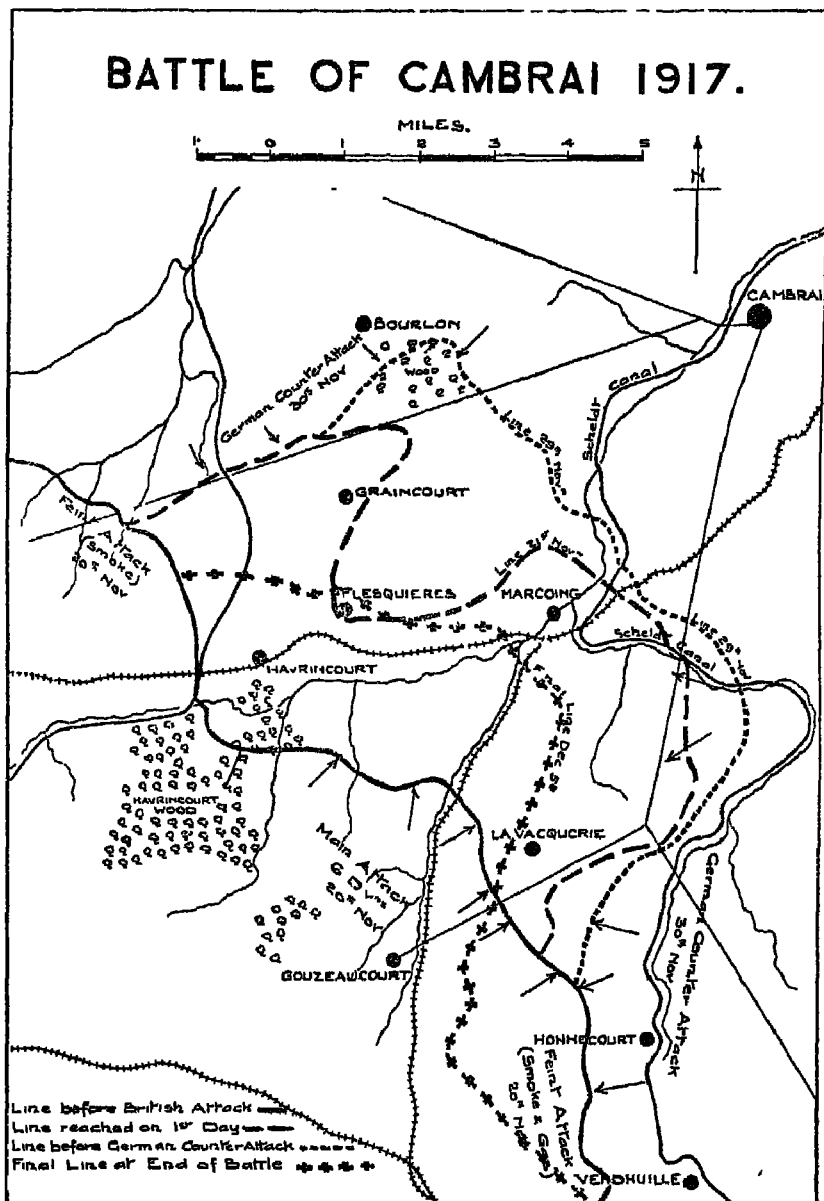 BATTLE OF CAMBRAI 1917.
MILES.
1 0 1 2 3 4 5
N
CAMBRAI
BOURLON
WOOD
German Counter Attack
30th Nov
Scheldt Canal
Line 29th Nov
GRAINCOURT
Feint Attack
(Smoke)
20th Nov
Line 21st Nov
FLESQUIERES
MARCOING
Scheldt Canal
Line 29th
HAVRINCOURT
Final Line Dec
HAVRINCOURT
WOOD
LA VACQUERIE
Main Attack
6 Div
20th Nov
GOUZEAUCOURT
German Counter Attack
30th Nov
HONNECOURT
Feint Attack
(Smoke & Gas)
20th Nov
VENDHUILLE
Line before British Attack
Line reached on 1st Day
Line before German Counter Attack
Final Line at End of Battle